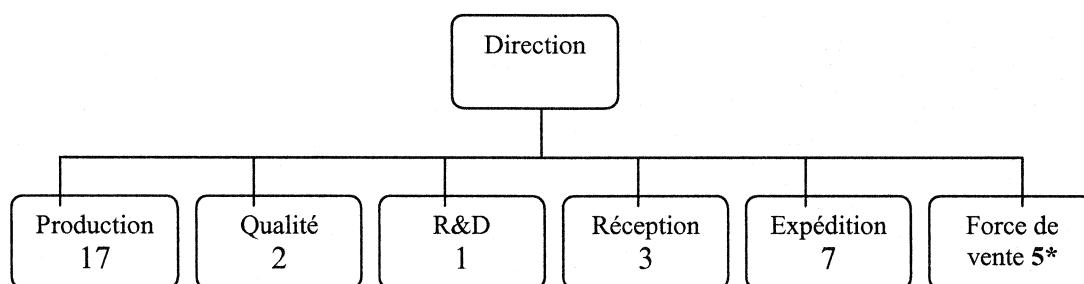 Direction
Production
17
Qualité
2
R&D
1
Réception
3
Expédition
7
Force de
vente 5*